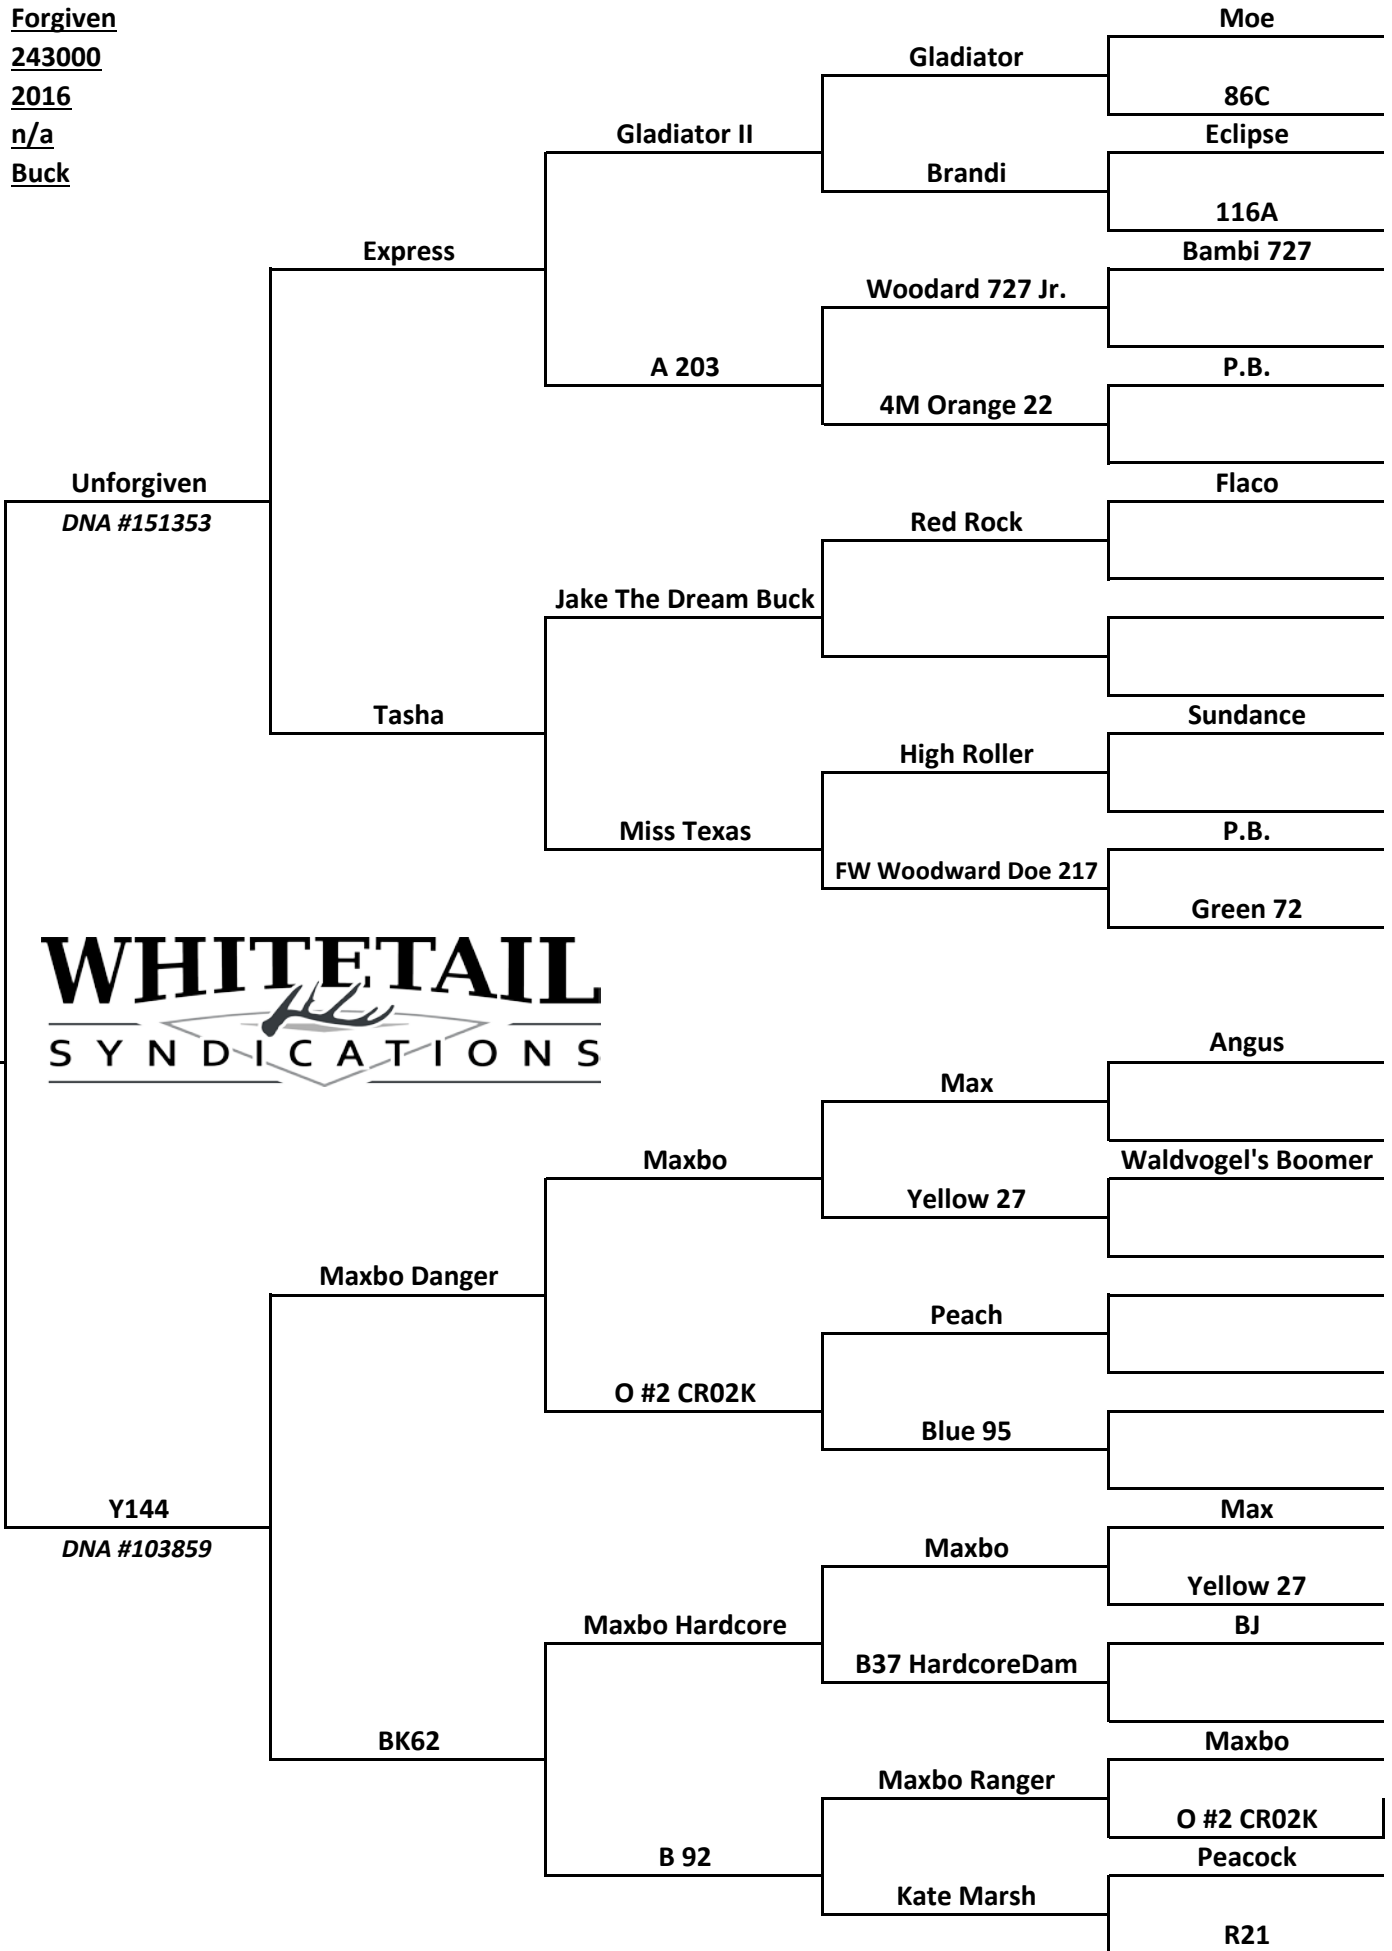 Forgiven
243000
2016
n/a
Buck
Moe
Gladiator
86C
Gladiator II
Eclipse
Brandi
116A
Express
Bambi 727
Woodard 727 Jr.
A 203
P.B.
4M Orange 22
Unforgiven
DNA #151353
Flaco
Red Rock
Jake The Dream Buck
Tasha
Sundance
High Roller
Miss Texas
P.B.
FW Woodward Doe 217
Green 72
WHITETAIL
SYNDICATIONS
Angus
Max
Maxbo
Waldvogel's Boomer
Yellow 27
Maxbo Danger
Peach
O #2 CR02K
Blue 95
Y144
DNA #103859
Max
Maxbo
Yellow 27
Maxbo Hardcore
BJ
B37 HardcoreDam
BK62
Maxbo
Maxbo Ranger
O #2 CR02K
B 92
Peacock
Kate Marsh
R21